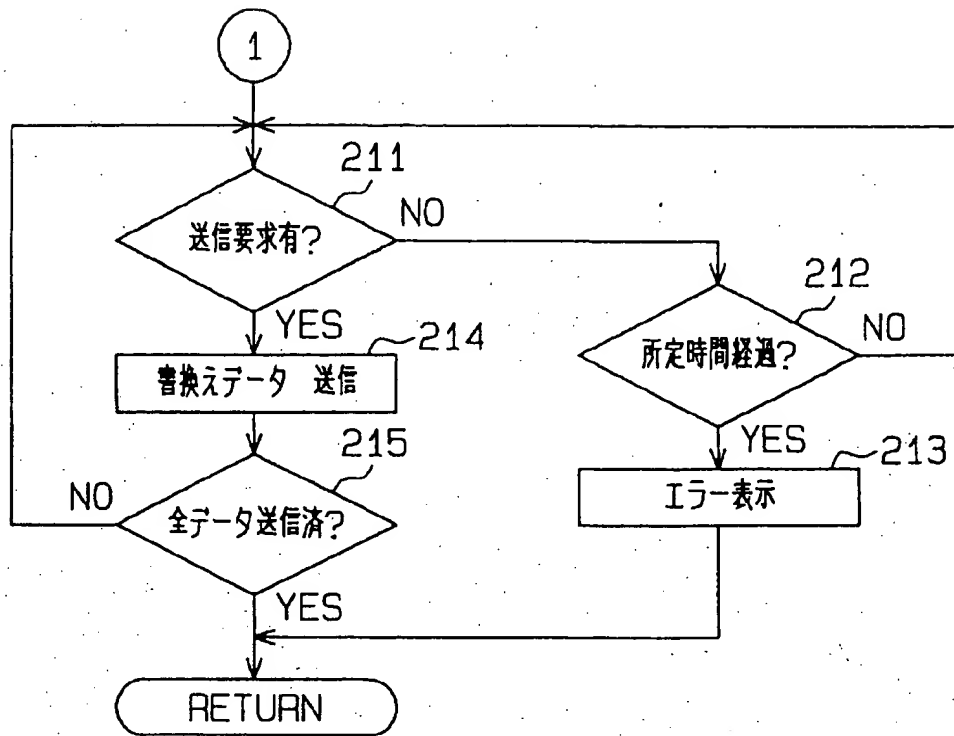 1
211
送信要求有?
NO
212
YES
214
所定時間経過?
NO
書換えデータ 送信
215
YES
213
NO
全データ送信済?
エラー表示
YES
RETURN